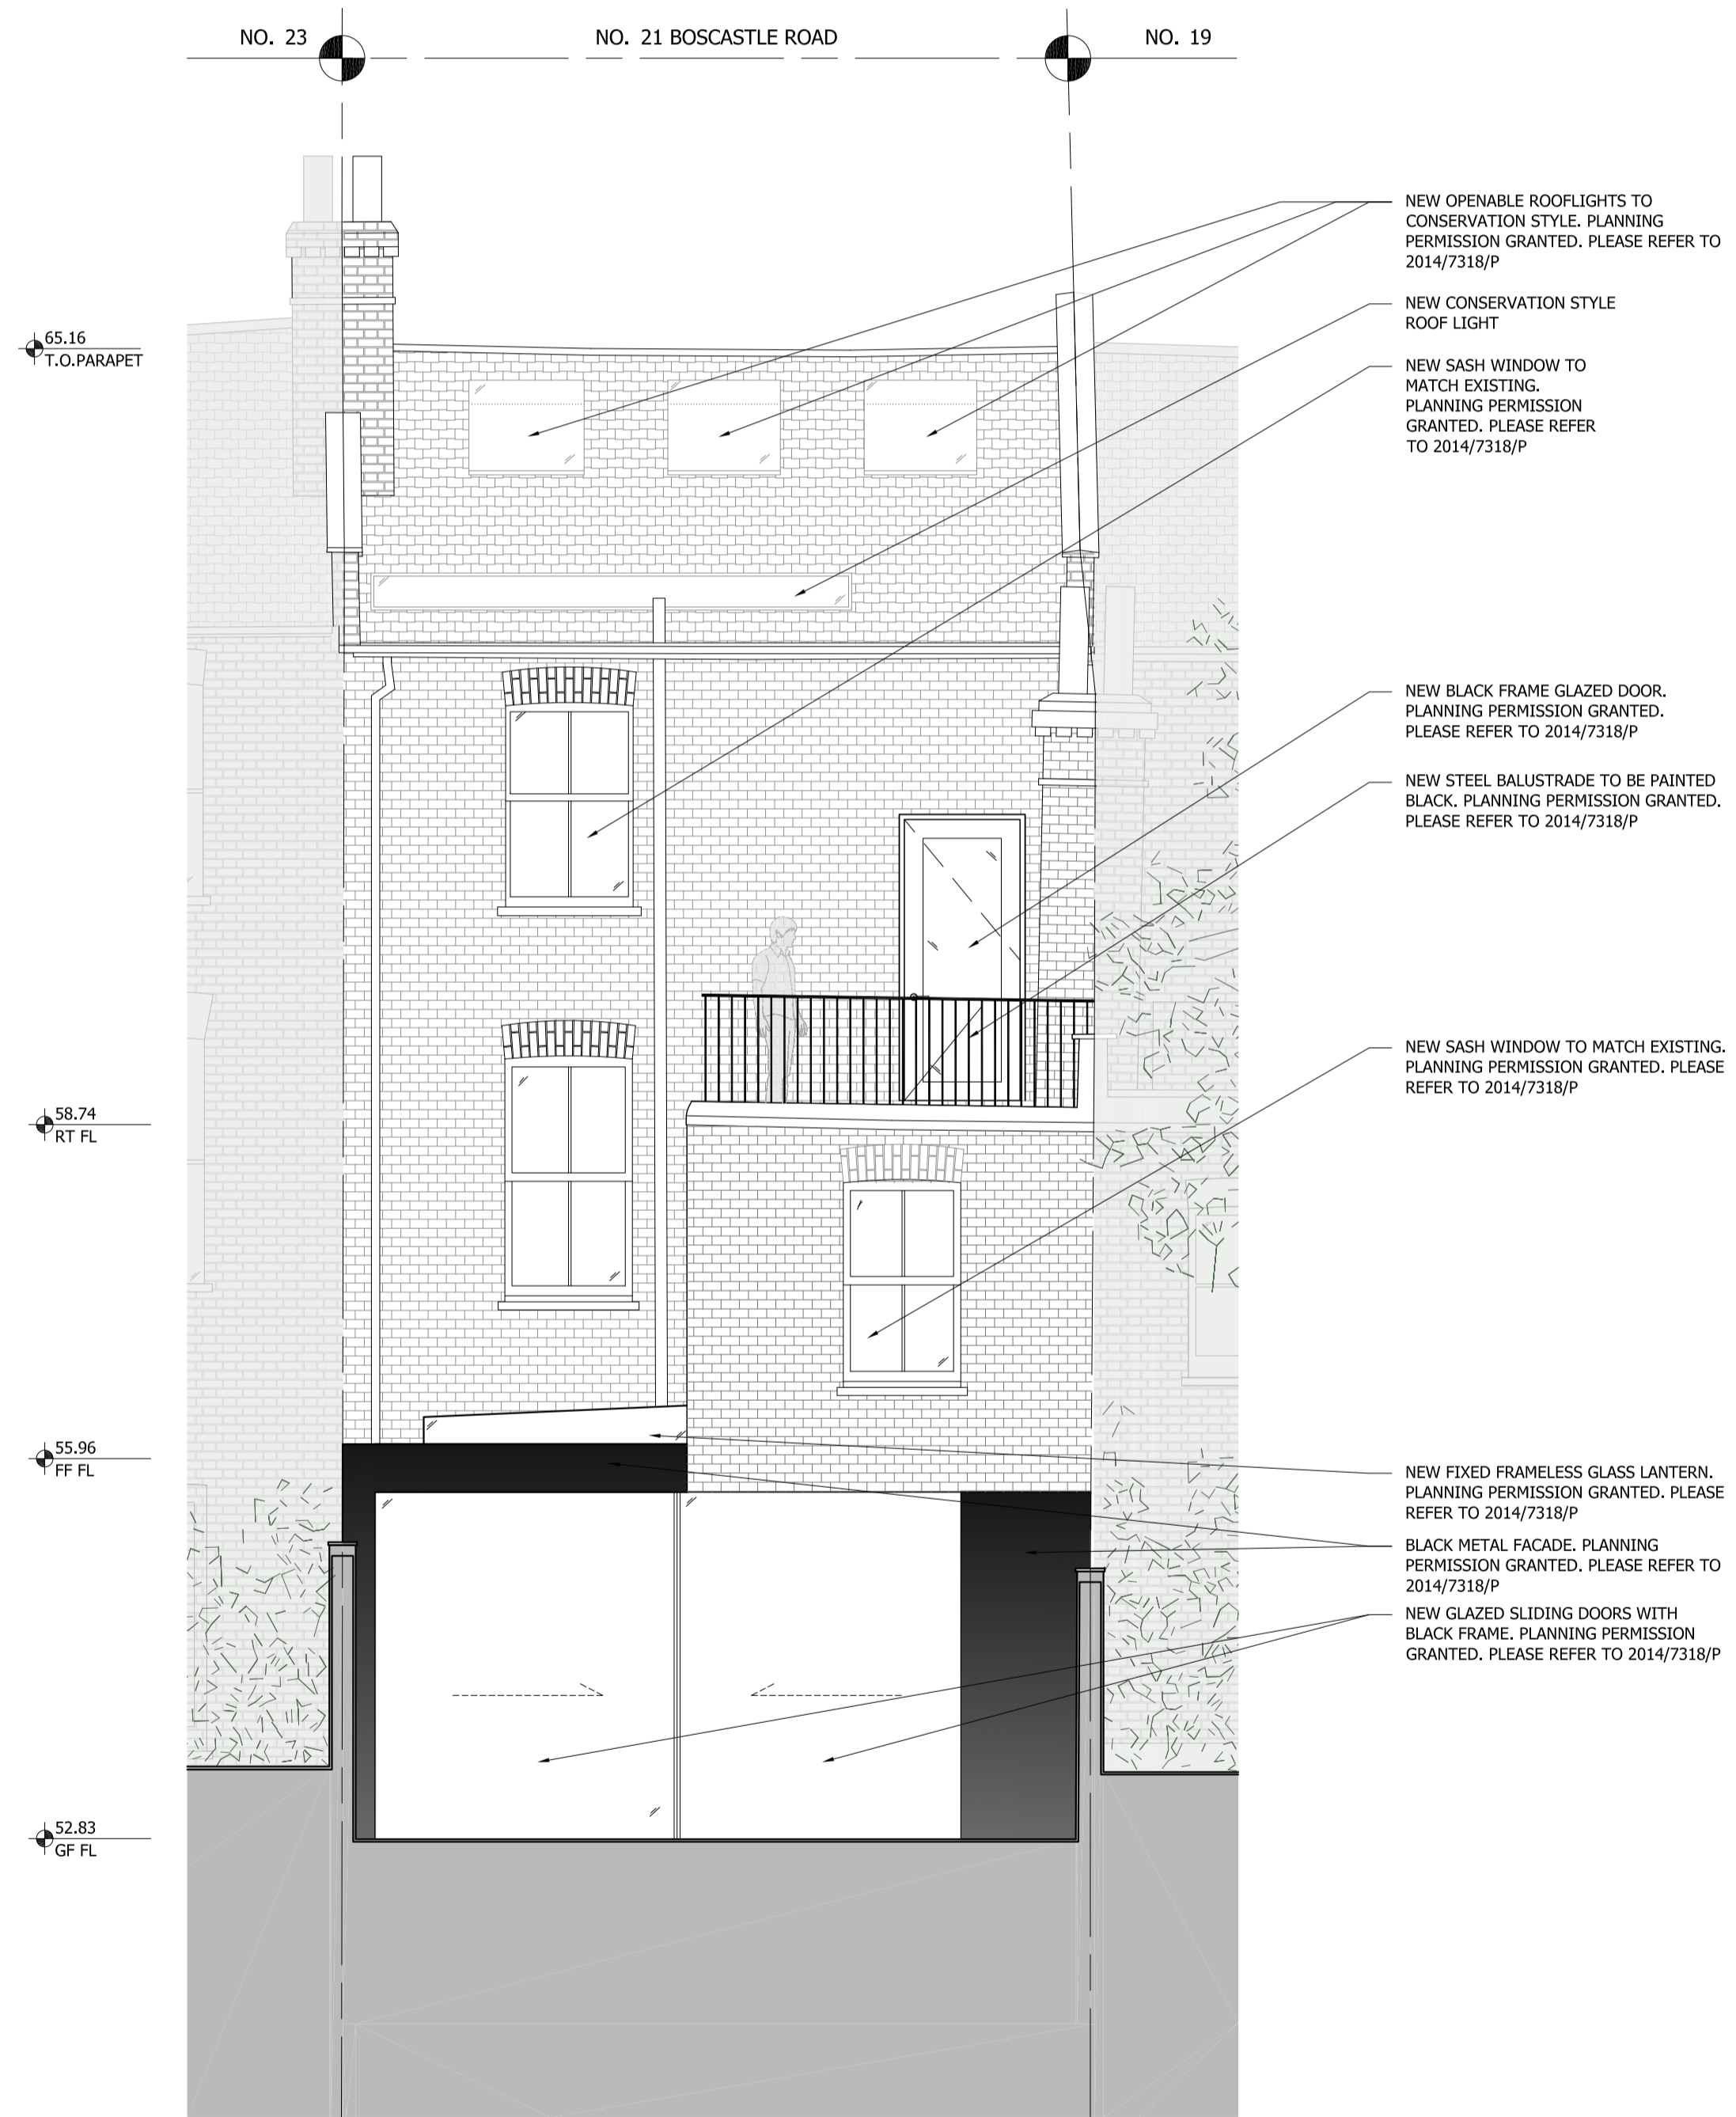 NO. 23
NO. 21 BOSCASTLE ROAD
NO. 19
NEW OPENABLE ROOFLIGHTS TO
CONSERVATION STYLE. PLANNING
PERMISSION GRANTED. PLEASE REFER TO
2014/7318/P
NEW CONSERVATION STYLE
ROOF LIGHT
65.16
T.O.PARAPET
NEW SASH WINDOW TO
MATCH EXISTING.
PLANNING PERMISSION
GRANTED. PLEASE REFER
TO 2014/7318/P
NEW BLACK FRAME GLAZED DOOR.
PLANNING PERMISSION GRANTED.
PLEASE REFER TO 2014/7318/P
NEW STEEL BALUSTRADE TO BE PAINTED
BLACK. PLANNING PERMISSION GRANTED.
PLEASE REFER TO 2014/7318/P
NEW SASH WINDOW TO MATCH EXISTING.
PLANNING PERMISSION GRANTED. PLEASE
REFER TO 2014/7318/P
58.74
RT FL
55.96
FF FL
NEW FIXED FRAMELESS GLASS LANTERN.
PLANNING PERMISSION GRANTED. PLEASE
REFER TO 2014/7318/P
BLACK METAL FACADE. PLANNING
PERMISSION GRANTED. PLEASE REFER TO
2014/7318/P
NEW GLAZED SLIDING DOORS WITH
BLACK FRAME. PLANNING PERMISSION
GRANTED. PLEASE REFER TO 2014/7318/P
52.83
GF FL